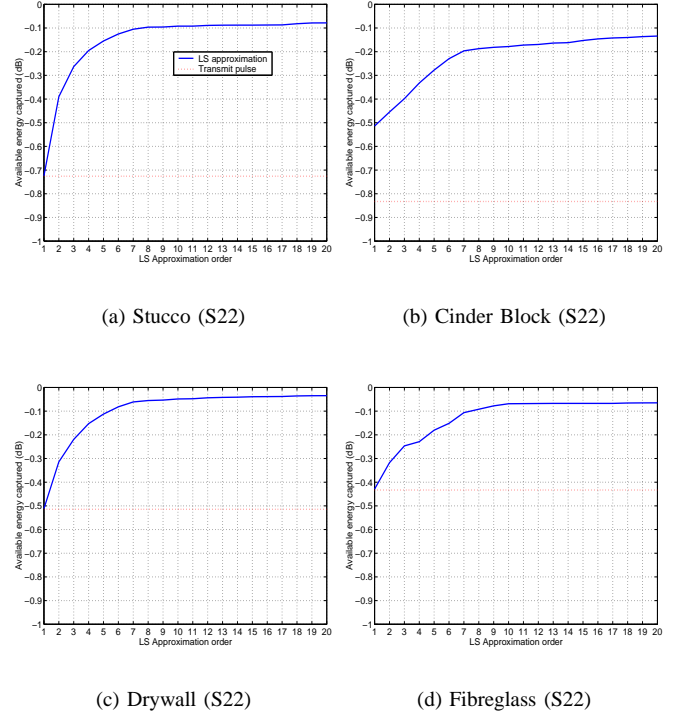 0
−0.1
−0.2
−0.3
−0.4
−0.5
−0.6
−0.7
−0.8
−0.9
−1
Available energy captured (dB)
LS approximation
Transmit pulse
1 2 3 4 5 6 7 8 9 10 11 12 13 14 15 16 17 18 19 20
LS Approximation order
(a) Stucco (S22)
0
−0.1
−0.2
−0.3
−0.4
−0.5
−0.6
−0.7
−0.8
−0.9
−1
Available energy captured (dB)
1 2 3 4 5 6 7 8 9 10 11 12 13 14 15 16 17 18 19 20
LS Approximation order
(b) Cinder Block (S22)
0
−0.1
−0.2
−0.3
−0.4
−0.5
−0.6
−0.7
−0.8
−0.9
−1
Available energy captured (dB)
1 2 3 4 5 6 7 8 9 10 11 12 13 14 15 16 17 18 19 20
LS Approximation order
(c) Drywall (S22)
0
−0.1
−0.2
−0.3
−0.4
−0.5
−0.6
−0.7
−0.8
−0.9
−1
Available energy captured (dB)
1 2 3 4 5 6 7 8 9 10 11 12 13 14 15 16 17 18 19 20
LS Approximation order
(d) Fibreglass (S22)